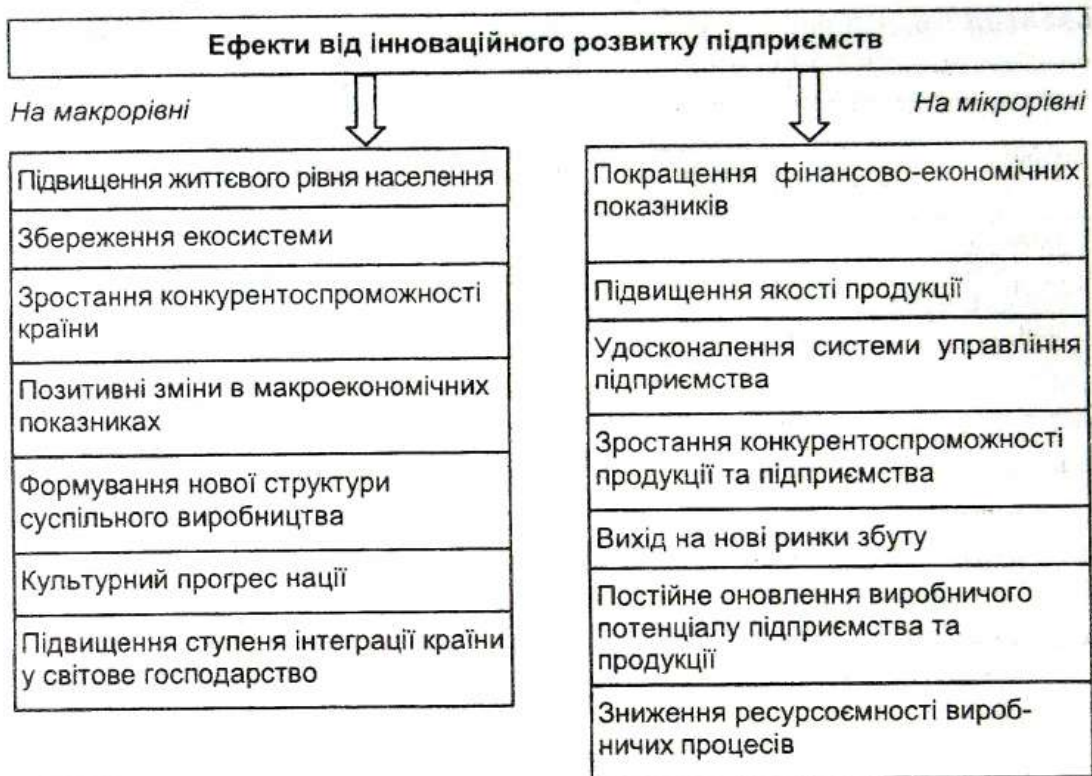 Ефекти від інноваційного розвитку підприємств
На макрорівні
Підвищення життєвого рівня населення
Збереження екосистеми
Зростання конкурентоспроможності
країни
Позитивні зміни в макроекономічних
показниках
Формування нової структури
суспільного виробництва
Культурний прогрес нації
Підвищення ступеня інтеграції країни
у світове господарство
На мікрорівні
Покращення фінансово-економічних
показників
Підвищення якості продукції
Удосконалення системи управління
підприємства
Зростання конкурентоспроможності
продукції та підприємства
Вихід на нові ринки збуту
Постійне оновлення виробничого
потенціалу підприємства та
продукції
Зниження ресурсоємності вироб-
ничих процесів